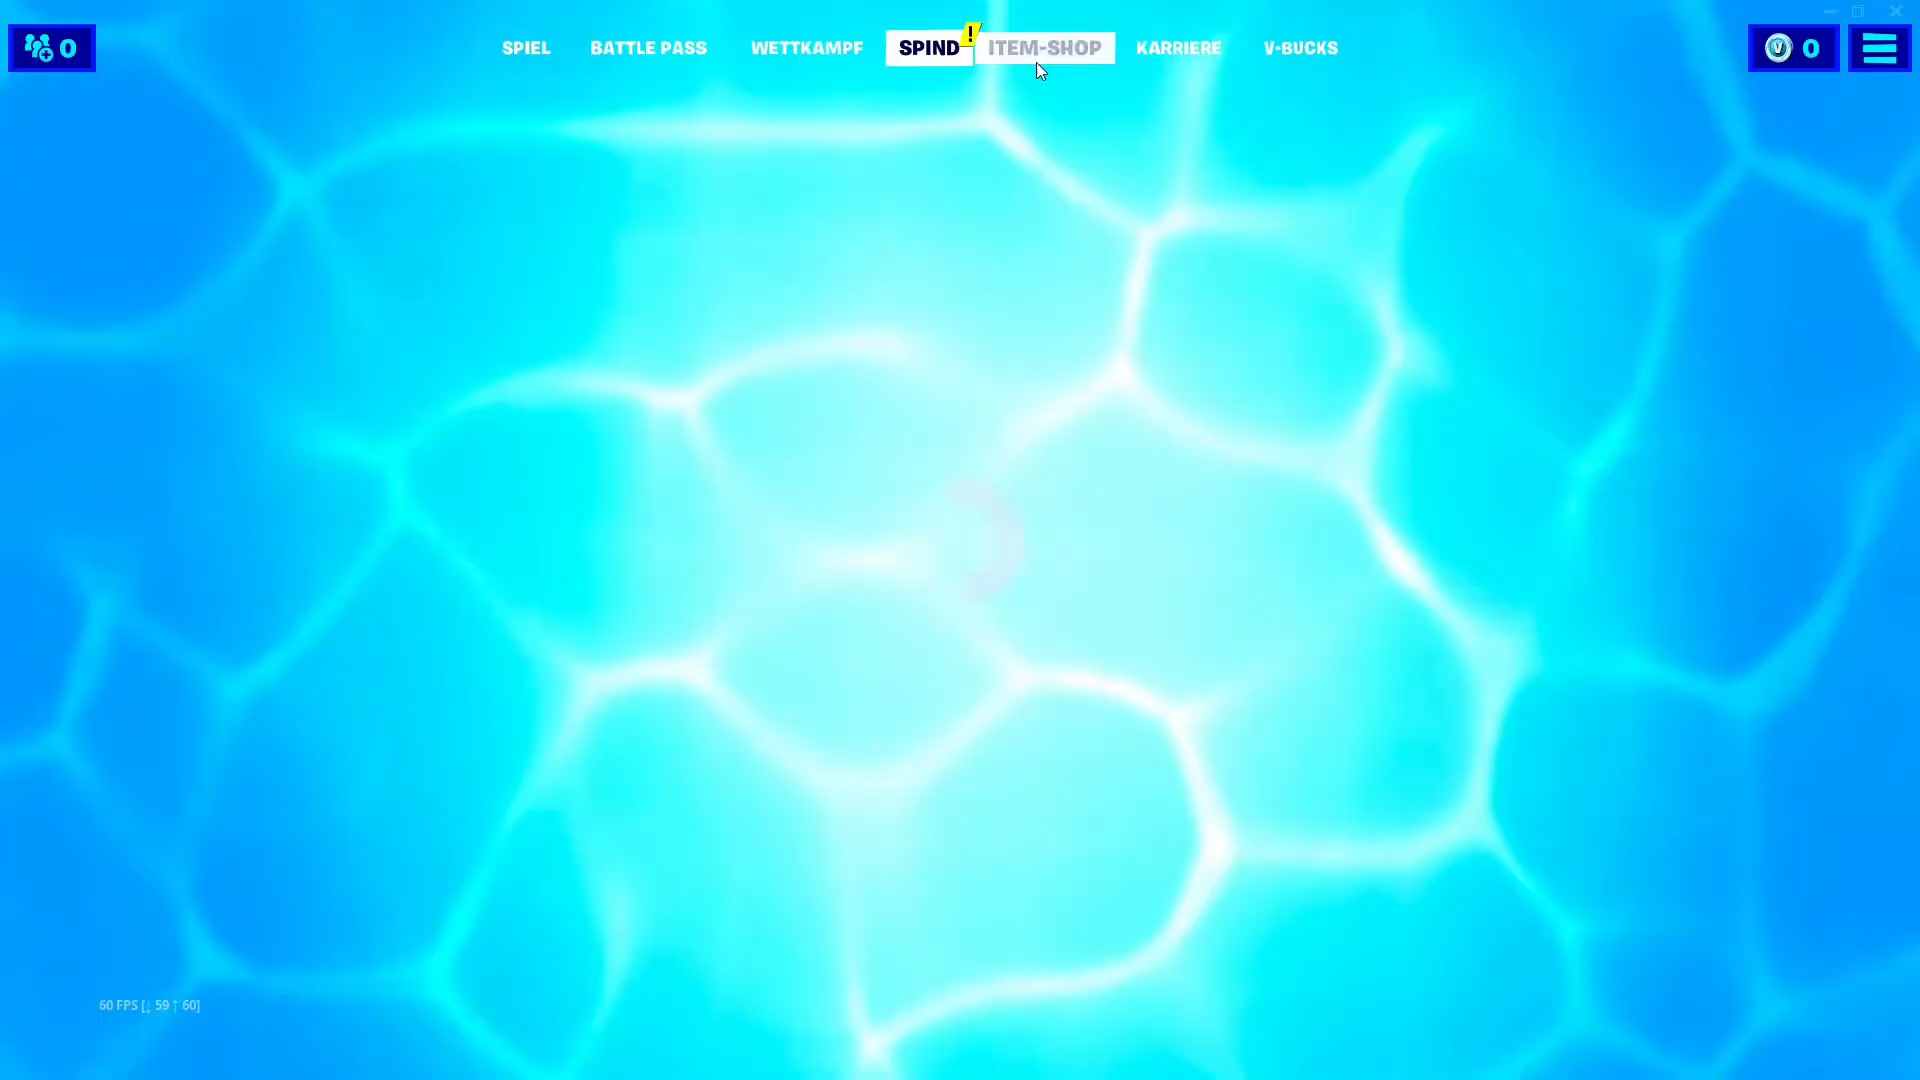 0
SPIEL
BATTLE PASS
WETTKAMPF
SPIND
!
ITEM-SHOP
KARRIERE
V-BUCKS
V 0
60 FPS [↓ 59 ↑ 60]